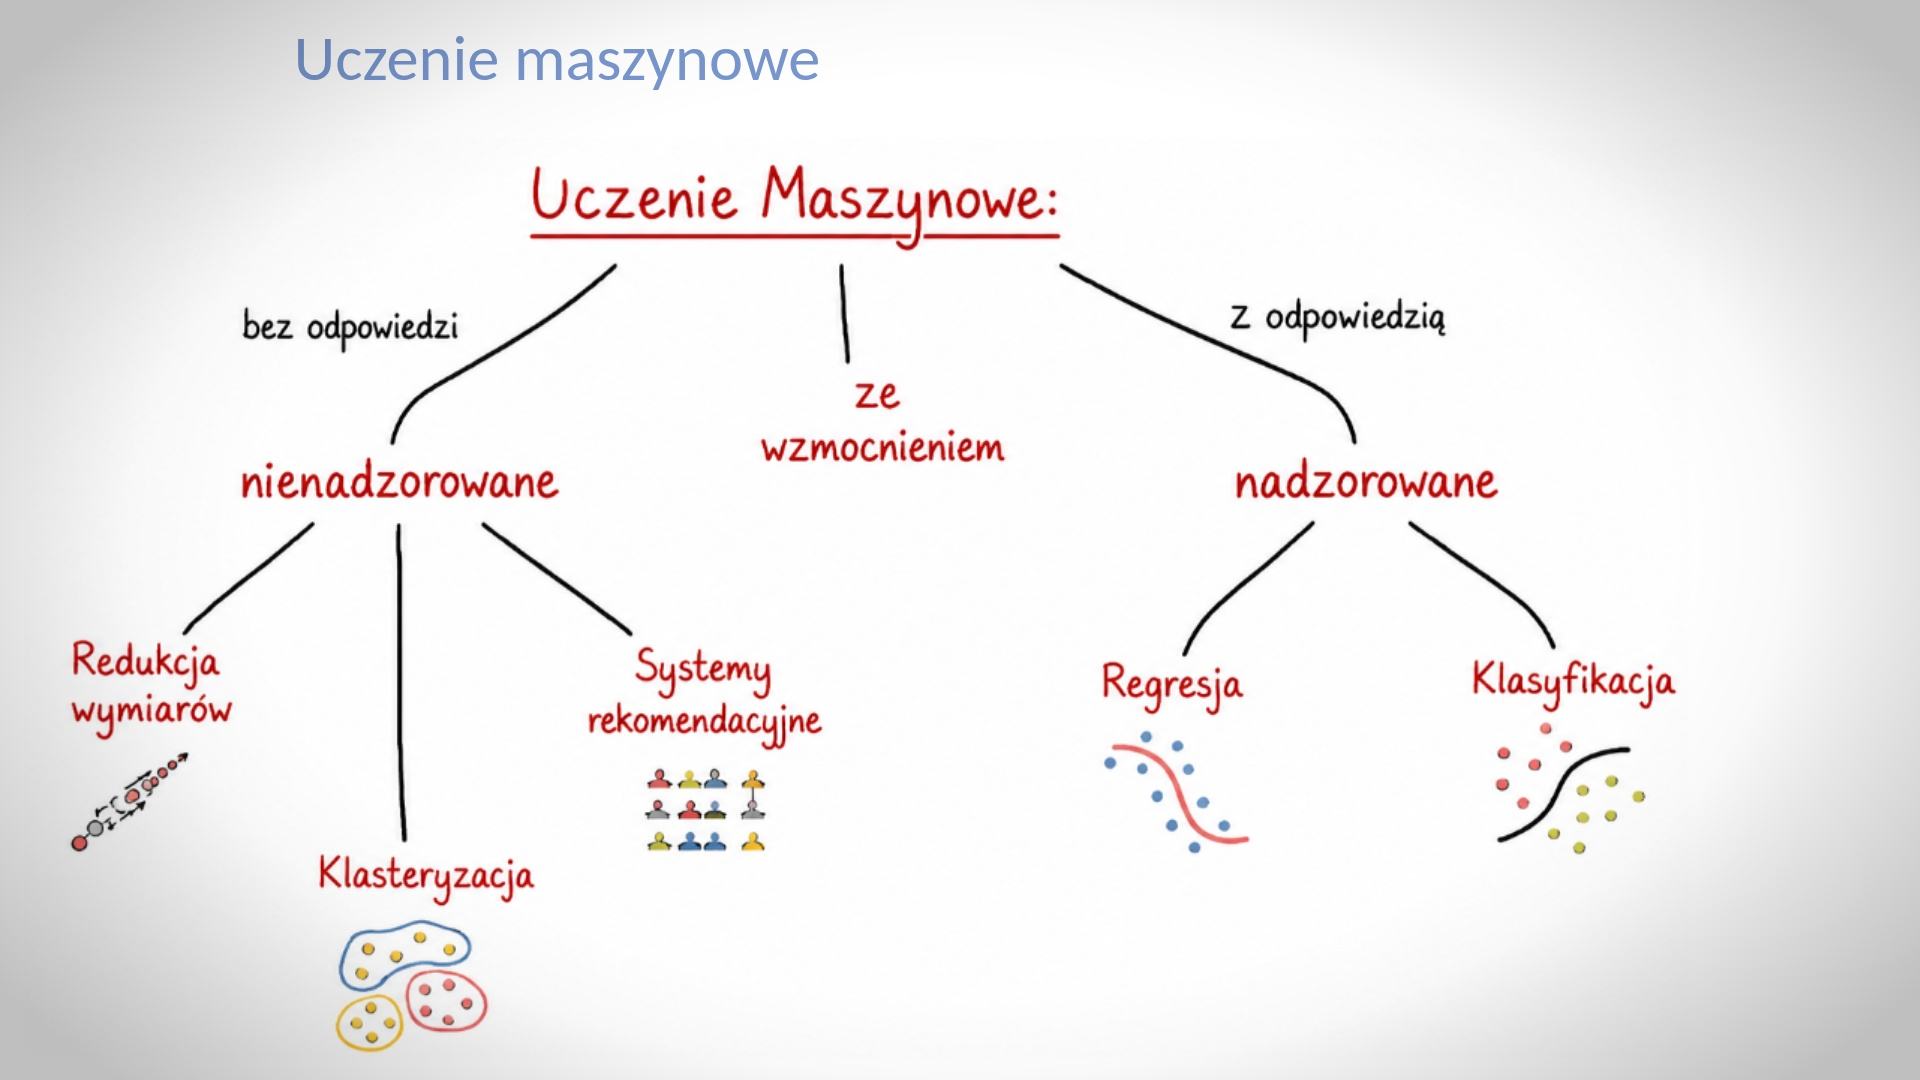 Uczenie maszynowe
Uczenie Maszynowe:
bez odpowiedzi
z odpowiedzią
ze
wzmocnieniem
nienadzorowane
nadzorowane
Redukcja
wymiarów
Systemy
rekomendacyjne
Regresja
Klasyfikacja
Klasteryzacja